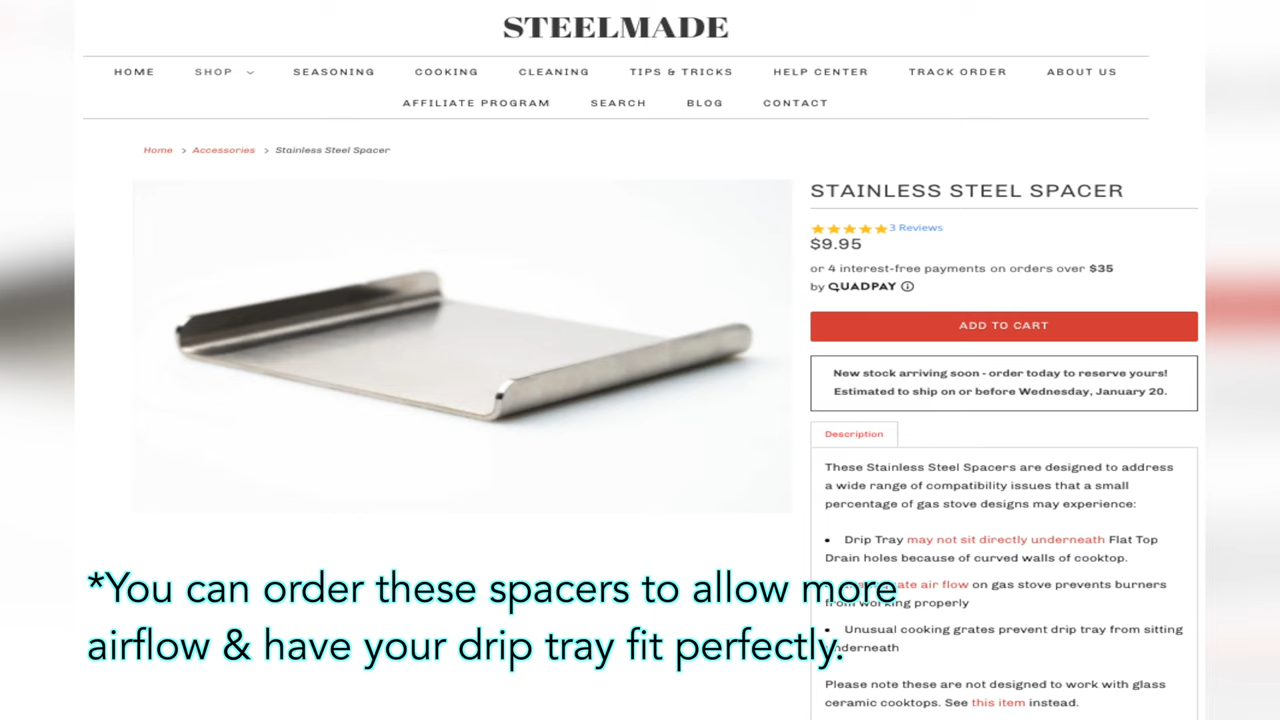 STEELMADE
HOME SHOP SEASONING COOKING CLEANING TIPS & TRICKS HELP CENTER TRACK ORDER ABOUT US
AFFILIATE PROGRAM SEARCH BLOG CONTACT
Home > Accessories > Stainless Steel Spacer
STAINLESS STEEL SPACER
3 Reviews
$9.95
or 4 interest-free payments on orders over $35
by QUADPAY
ADD TO CART
New stock arriving soon - order today to reserve yours!
Estimated to ship on or before Wednesday, January 20.
Description
These Stainless Steel Spacers are designed to address
a wide range of compatibility issues that a small
percentage of gas stove designs may experience:
• Drip Tray may not sit directly underneath Flat Top
Drain holes because of curved walls of cooktop.
air flow on gas stove prevents burners
from working properly
• Unusual cooking grates prevent drip tray from sitting
underneath
Please note these are not designed to work with glass
ceramic cooktops. See this item instead.
*You can order these spacers to allow more
airflow & have your drip tray fit perfectly.